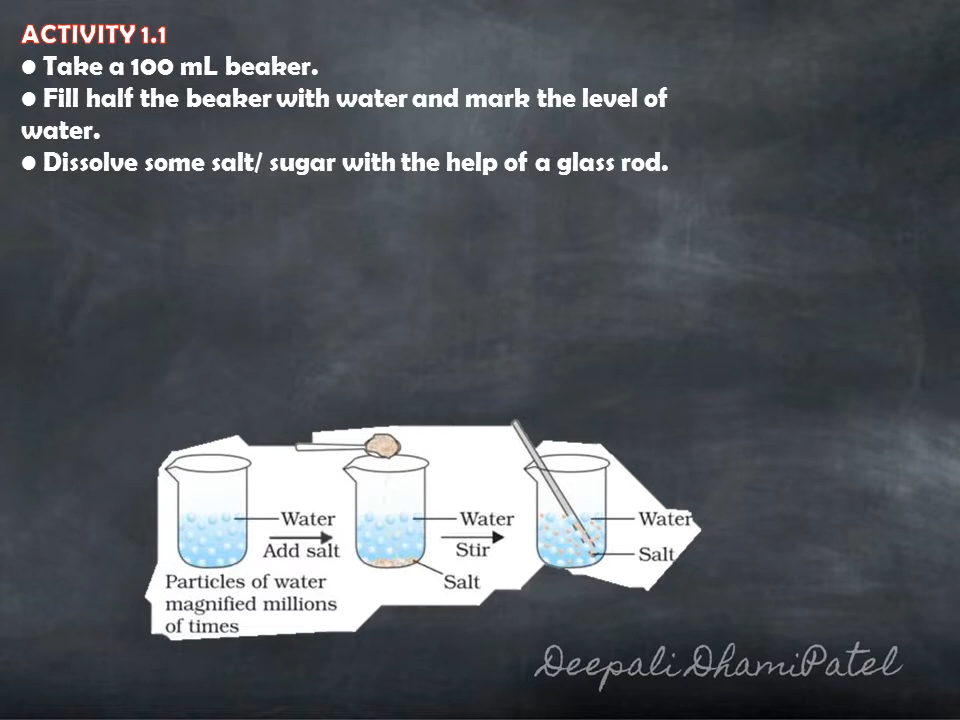 ACTIVITY 1.1
● Take a 100 mL beaker.
● Fill half the beaker with water and mark the level of
water.
● Dissolve some salt/ sugar with the help of a glass rod.
Water
Add salt
Particles of water
magnified millions
of times
Water
Stir
Salt
Water
Salt
Deepali DhamiPatel